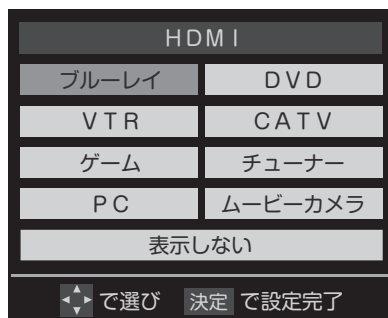 HDMI
ブルーレイ DVD
VTR CATV
ゲーム チューナー
PC ムービーカメラ
表示しない
で選び 決定 で設定完了